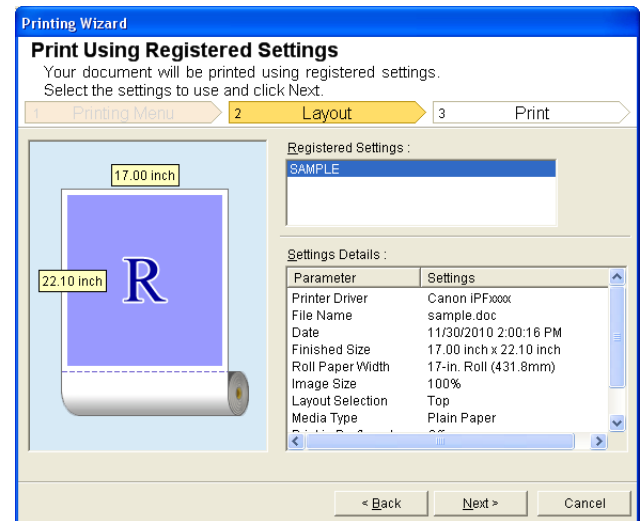 Printing Wizard
Print Using Registered Settings
Your document will be printed using registered settings.
Select the settings to use and click Next.
1 Printing Menu 2 Layout 3 Print
Registered Settings :
SAMPLE
17.00 inch
22.10 inch
R
Settings Details :
Parameter Settings
Printer Driver Canon iPFxxxx
File Name sample.doc
Date 11/30/2010 2:00:16 PM
Finished Size 17.00 inch x 22.10 inch
Roll Paper Width 17-in. Roll (431.8mm)
Image Size 100%
Layout Selection Top
Media Type Plain Paper
< Back Next > Cancel